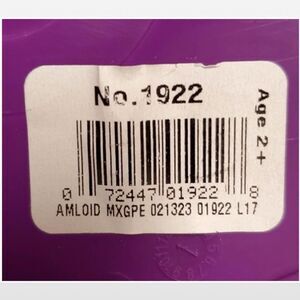 No.1922
Age 2+
0 72447 01922 8
AMLOID MXGPE 021323 01922 L17